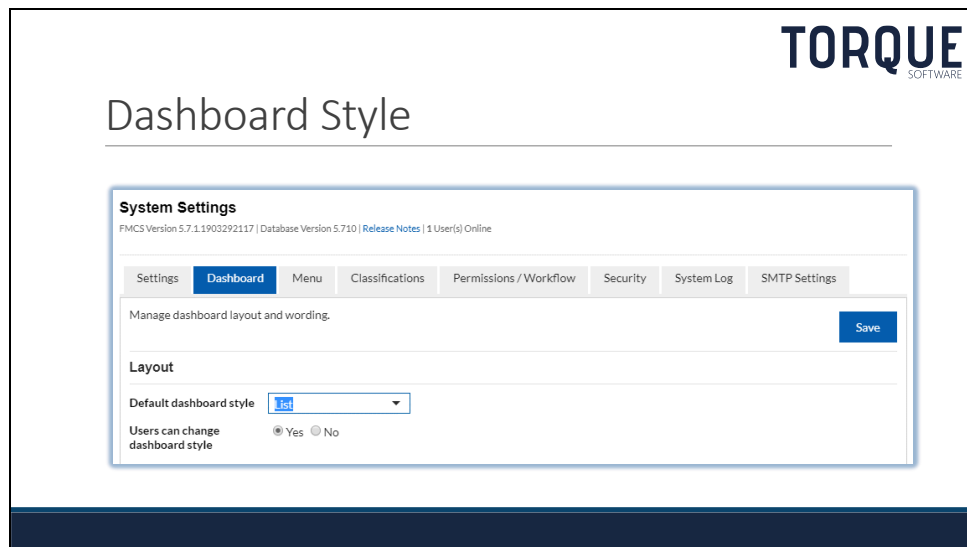 TORQUE
SOFTWARE
Dashboard Style
System Settings
FMCS Version 5.7.1.1903292117 | Database Version 5.710 | Release Notes | 1 User(s) Online
Settings Dashboard Menu Classifications Permissions / Workflow Security System Log SMTP Settings
Manage dashboard layout and wording.
Save
Layout
Default dashboard style List
Users can change dashboard style Yes No